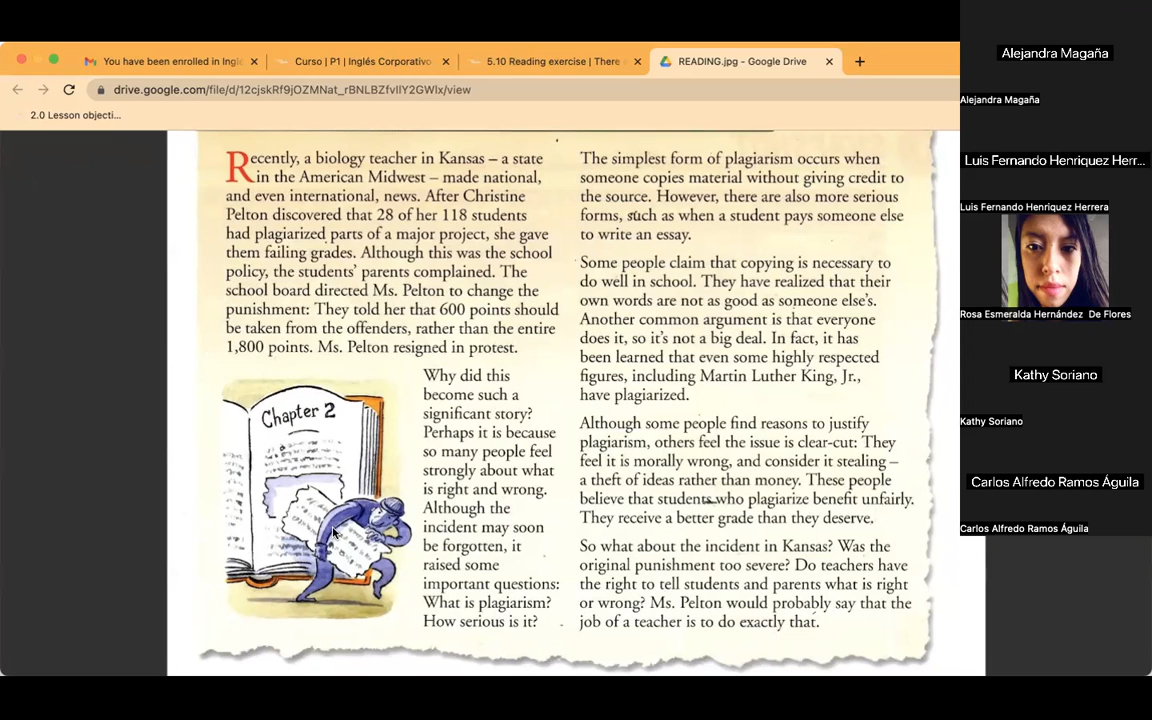 You have been enrolled in Ingl
Curso | P1 | Inglés Corporativo
5.10 Reading exercise | There
READING.jpg - Google Drive
drive.google.com/file/d/12cjskRf9jOZMNat_rBNLBZfvIlY2GWlx/view
2.0 Lesson objecti...
Recently, a biology teacher in Kansas – a state
in the American Midwest – made national,
and even international, news. After Christine
Pelton discovered that 28 of her 118 students
had plagiarized parts of a major project, she gave
them failing grades. Although this was the school
policy, the students' parents complained. The
school board directed Ms. Pelton to change the
punishment: They told her that 600 points should
be taken from the offenders, rather than the entire
1,800 points. Ms. Pelton resigned in protest.
Chapter 2
Why did this
become such a
significant story?
Perhaps it is because
so many people feel
strongly about what
is right and wrong.
Although the
incident may soon
be forgotten, it
raised some
important questions:
What is plagiarism?
How serious is it?
The simplest form of plagiarism occurs when
someone copies material without giving credit to
the source. However, there are also more serious
forms, such as when a student pays someone else
to write an essay.
Some people claim that copying is necessary to
do well in school. They have realized that their
own words are not as good as someone else's.
Another common argument is that everyone
does it, so it's not a big deal. In fact, it has
been learned that even some highly respected
figures, including Martin Luther King, Jr.,
have plagiarized.
Although some people find reasons to justify
plagiarism, others feel the issue is clear-cut: They
feel it is morally wrong, and consider it stealing –
a theft of ideas rather than money. These people
believe that students who plagiarize benefit unfairly.
They receive a better grade than they deserve.
So what about the incident in Kansas? Was the
original punishment too severe? Do teachers have
the right to tell students and parents what is right
or wrong? Ms. Pelton would probably say that the
job of a teacher is to do exactly that.
Alejandra Magaña
Alejandra Magaña
Luis Fernando Henriquez Herr...
Luis Fernando Henriquez Herrera
Rosa Esmeralda Hernández De Flores
Kathy Soriano
Kathy Soriano
Carlos Alfredo Ramos Águila
Carlos Alfredo Ramos Águila